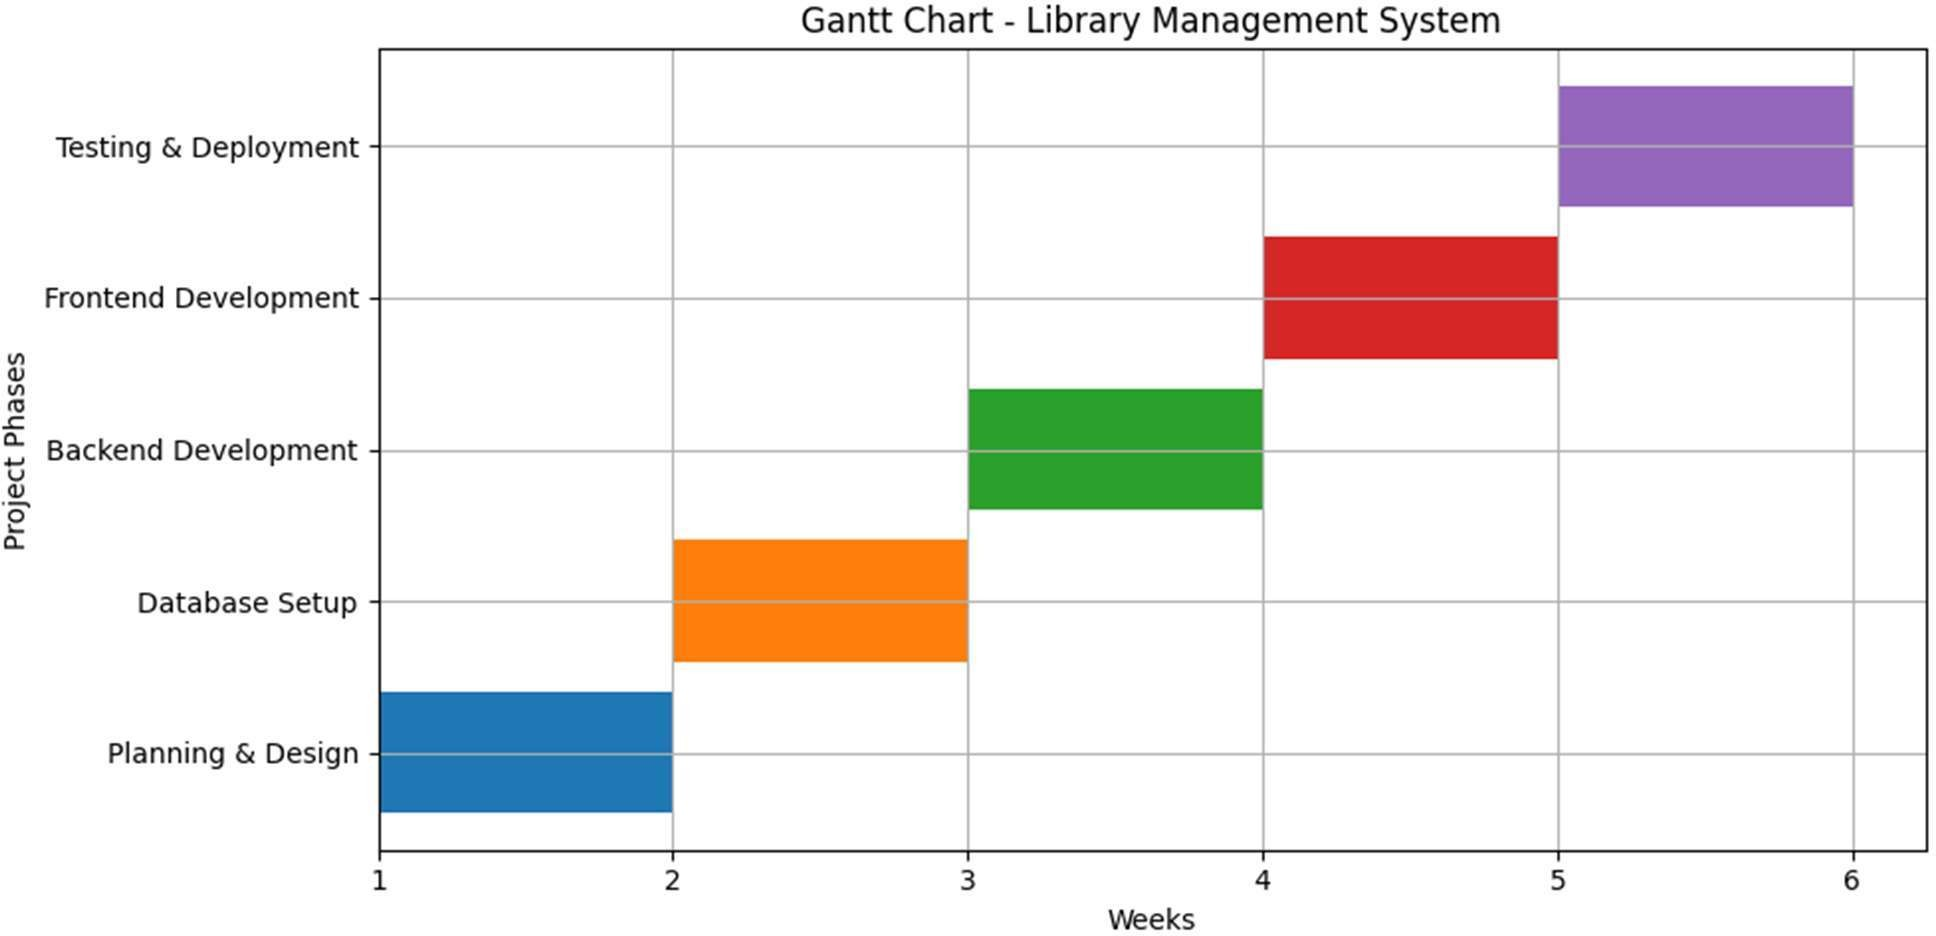 Gantt Chart - Library Management System
Testing & Deployment
Frontend Development
Backend Development
Database Setup
Planning & Design
Project Phases
1 2 3 4 5 6
Weeks